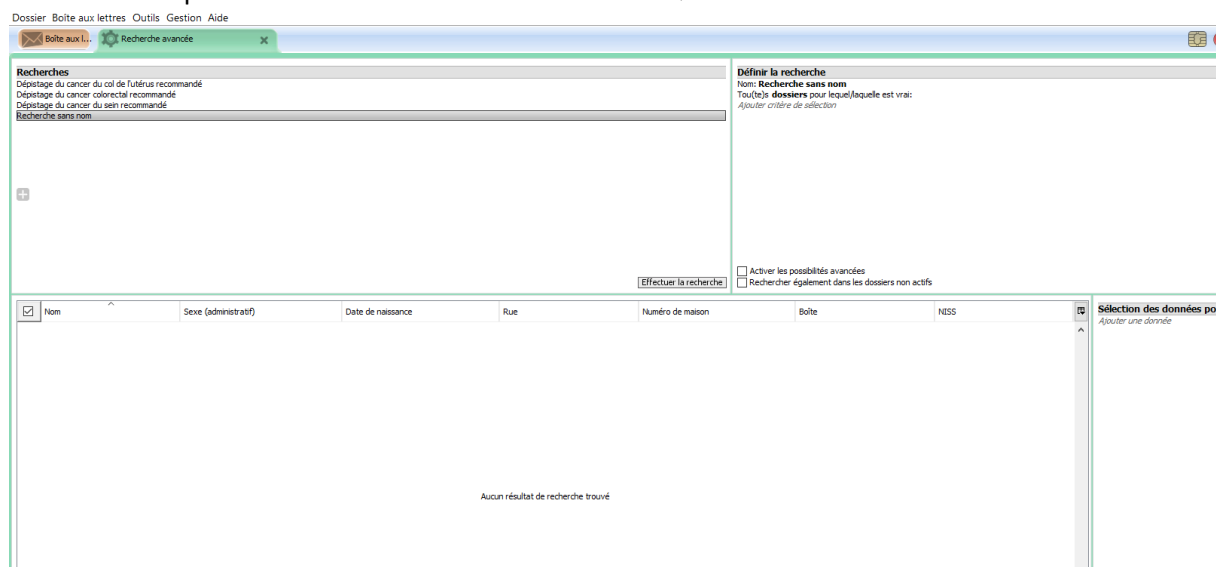 Dossier Boîte aux lettres Outils Gestion Aide
Boîte aux l... Recherche avancée
Recherches
Dépistage du cancer du col de l'utérus recommandé
Dépistage du cancer colorectal recommandé
Dépistage du cancer du sein recommandé
Recherche sans nom
Effectuer la recherche
Définir la recherche
Nom: Recherche sans nom
Tou(te)s dossiers pour lequel/laquelle est vrai:
Ajouter critère de sélection
Activer les possibilités avancées
Rechercher également dans les dossiers non actifs
Nom Sexe (administratif) Date de naissance Rue Numéro de maison Boîte NISS
Aucun résultat de recherche trouvé
Sélection des données po
Ajouter une donnée